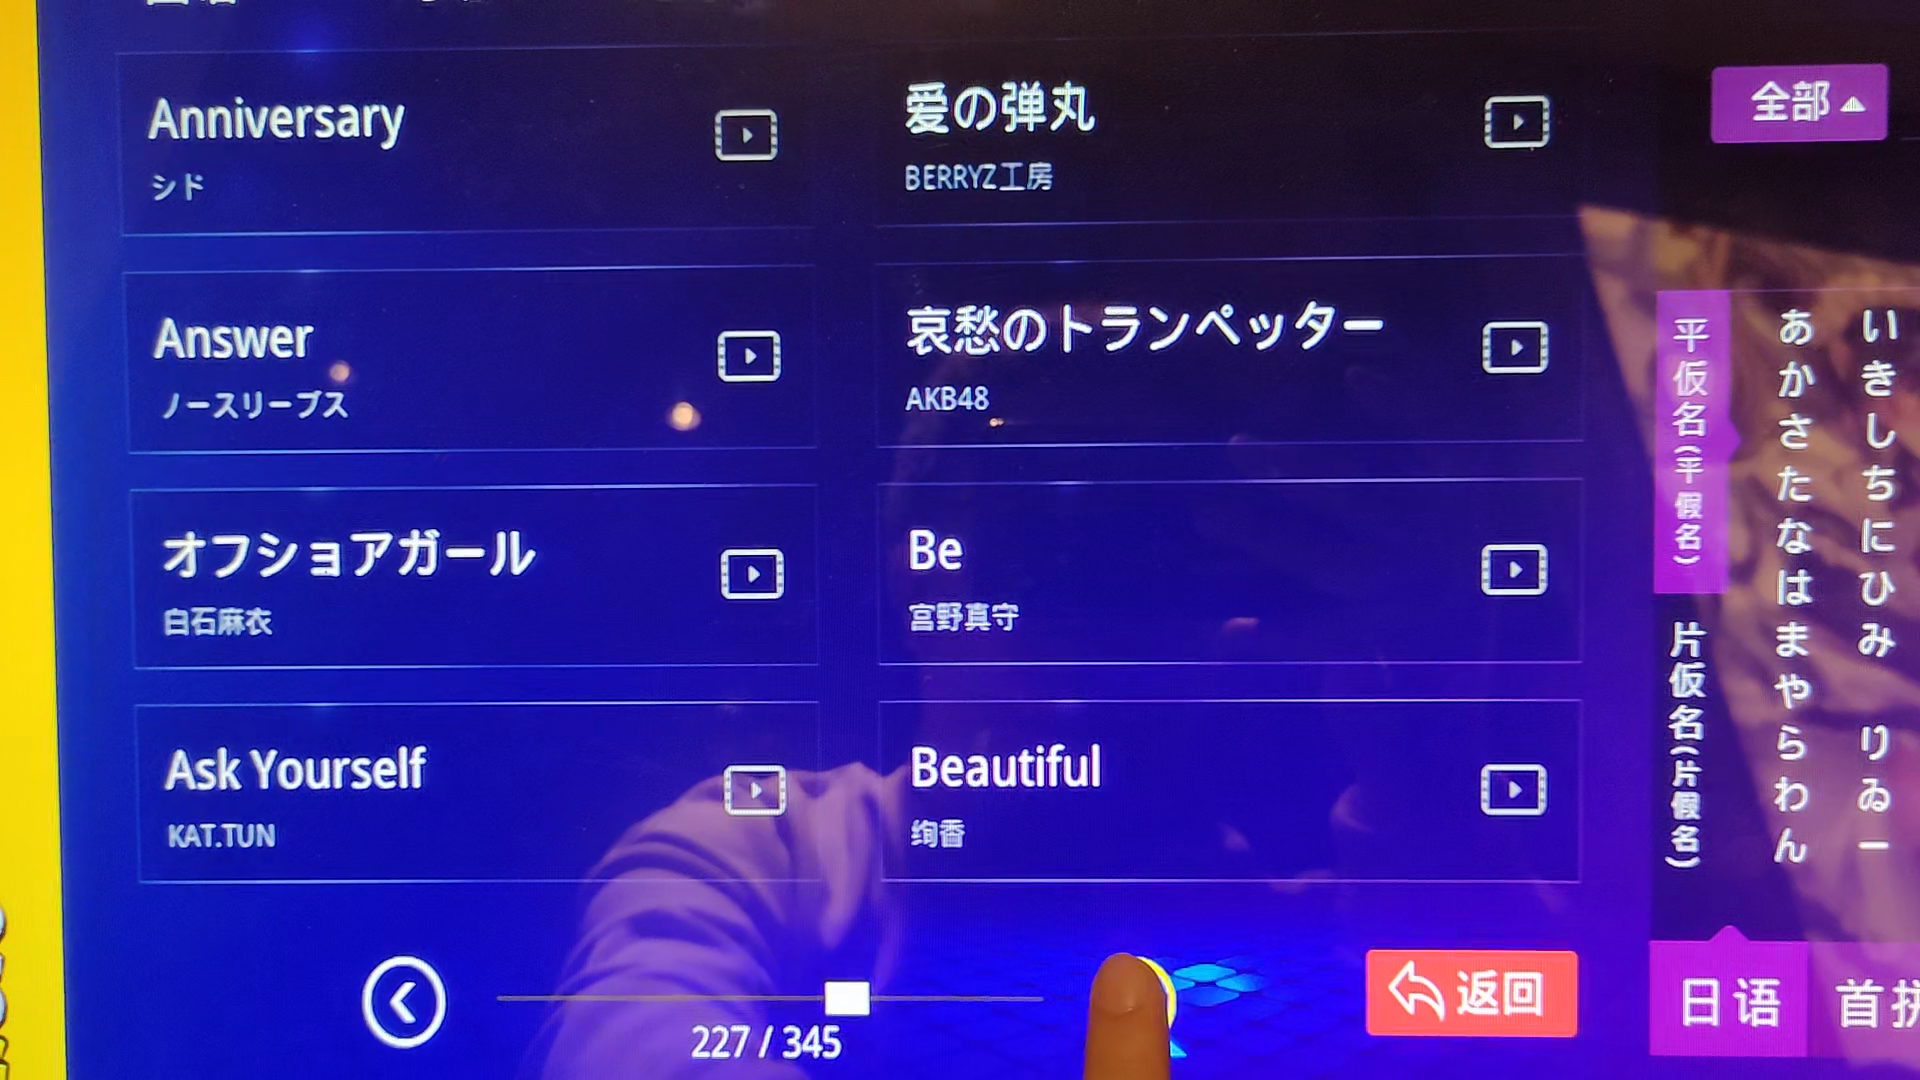 Anniversary
シド
愛の弾丸
BERRYZ工房
Answer
ノースリーブス
哀愁のトランペッター
AKB48
オフショアガール
白石麻衣
Be
宫野真守
Ask Yourself
KAT.TUN
Beautiful
绚香
227 / 345
返回
全部
平仮名(平假名)
片仮名(片假名)
あかさたなはまやらわん
いきしちにひみ りゐー
日语
首拼